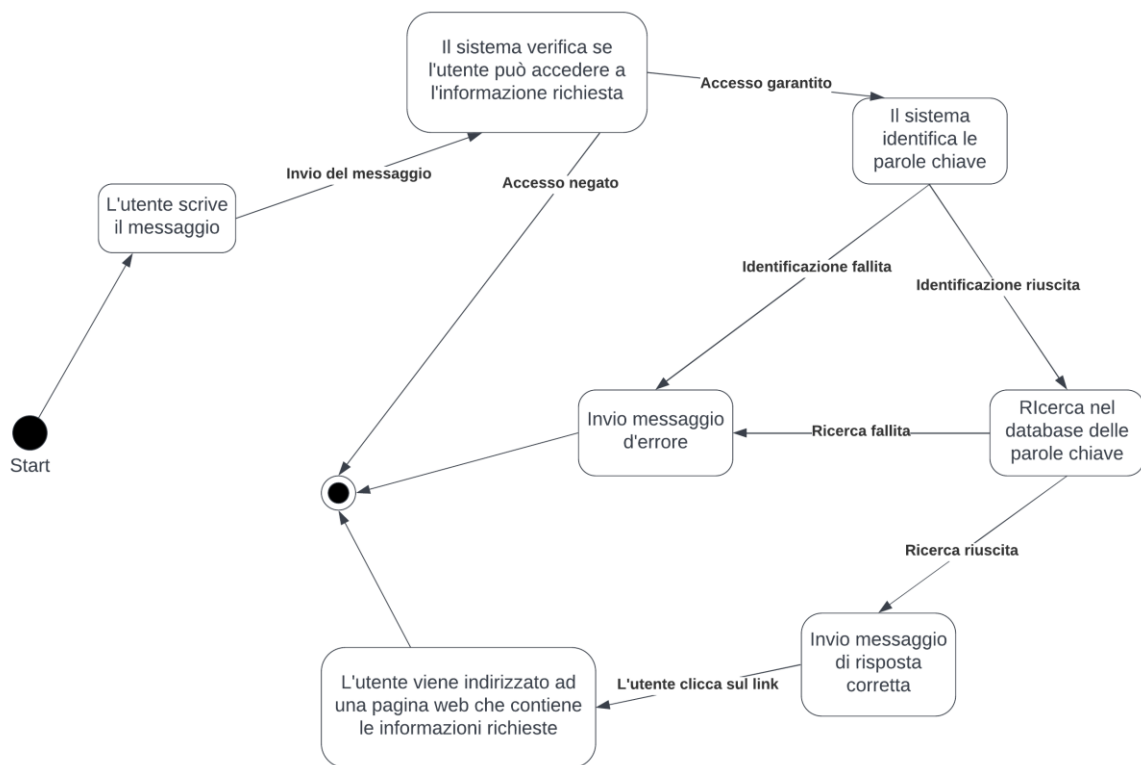 Il sistema verifica se
l'utente può accedere a
l'informazione richiesta
Accesso garantito
Il sistema
identifica le
parole chiave
Invio del messaggio
Accesso negato
L'utente scrive
il messaggio
Identificazione fallita
Identificazione riuscita
Start
Invio messaggio
d'errore
Ricerca fallita
RIcerca nel
database delle
parole chiave
Ricerca riuscita
Invio messaggio
di risposta
corretta
L'utente clicca sul link
L'utente viene indirizzato ad
una pagina web che contiene
le informazioni richieste